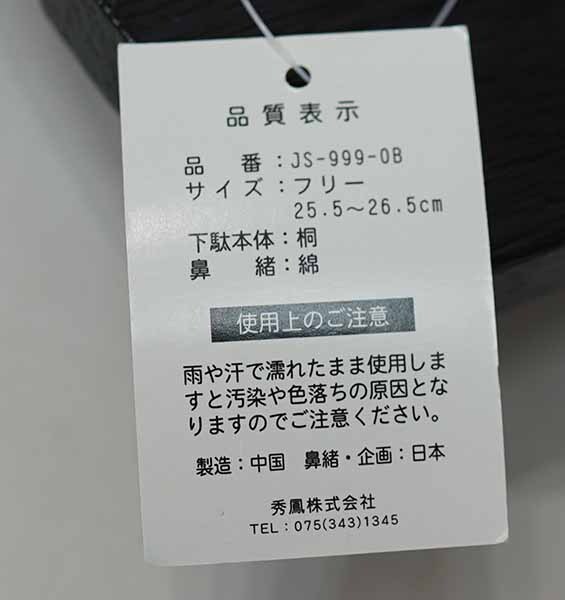 品質表示
品 番：JS-999-0B
サイズ：フリー
25.5〜26.5cm
下駄本体：桐
鼻 緒：綿
使用上のご注意
雨や汗で濡れたまま使用しま
すと汚染や色落ちの原因とな
りますのでご注意ください。
製造：中国 鼻緒・企画：日本
秀鳳株式会社
TEL：075(343)1345